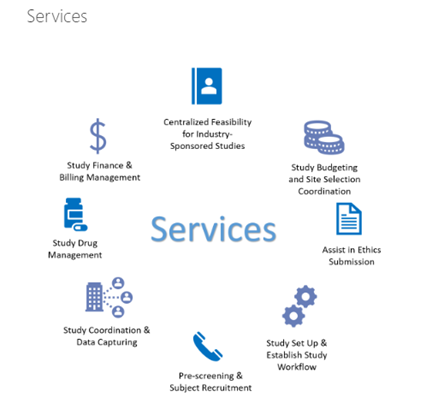 Services
Centralized Feasibility
for Industry-
Sponsored Studies
Study Budgeting
and Site Selection
Coordination
Assist in Ethics
Submission
Study Set Up &
Establish Study
Workflow
Pre-screening &
Subject Recruitment
Study Coordination &
Data Capturing
Study Drug
Management
Study Finance &
Billing Management
Services